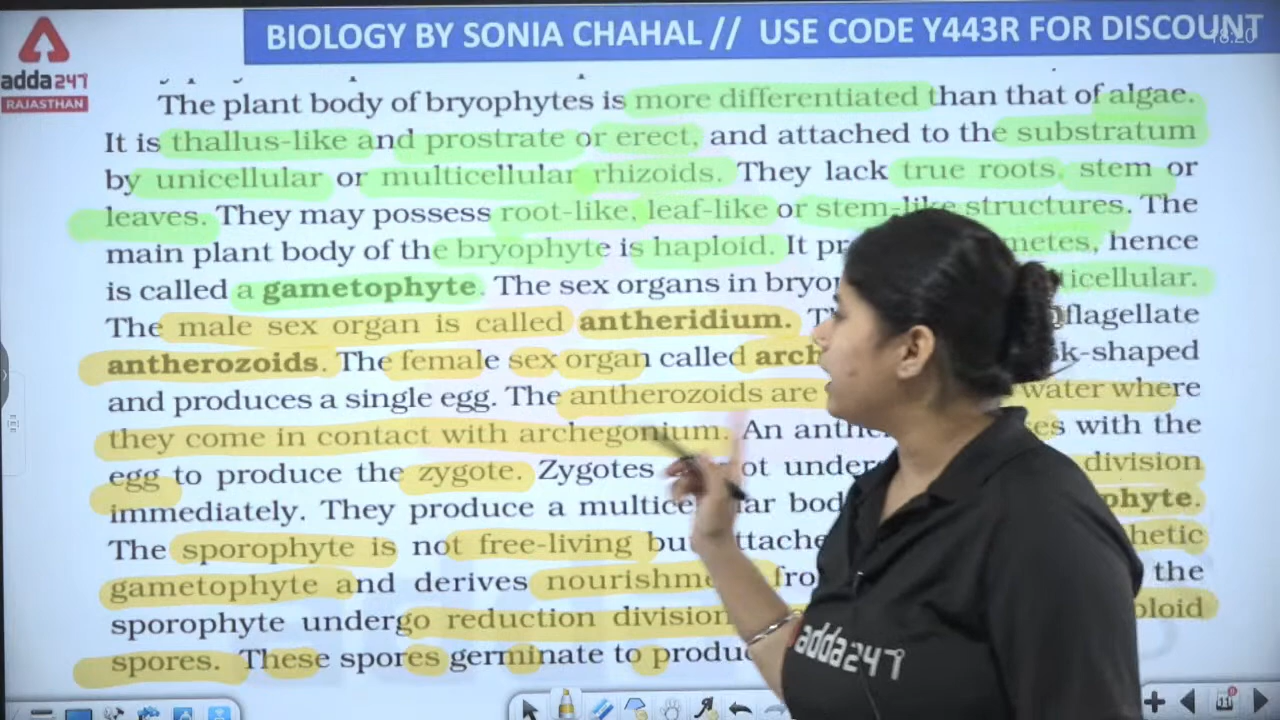 BIOLOGY BY SONIA CHAHAL // USE CODE Y443R FOR DISCOUNT
18:20
adda247
RAJASTHAN
The plant body of bryophytes is more differentiated than that of algae.
It is thallus-like and prostrate or erect, and attached to the substratum
by unicellular or multicellular rhizoids. They lack true roots, stem or
leaves. They may possess root-like, leaf-like or stem-like structures. The
main plant body of the bryophyte is haploid. It pr metes, hence
is called a gametophyte. The sex organs in bryo ticellular.
The male sex organ is called antheridium. flagellate
antherozoids. The female sex organ called arch k-shaped
and produces a single egg. The antherozoids are water where
they come in contact with archegonium. An anthe es with the
egg to produce the zygote. Zygotes ot under division
immediately. They produce a multice ar bod phyte.
The sporophyte is not free-living but ttache hetic
gametophyte and derives nourishme fro the
sporophyte undergo reduction division ploid
spores. These spores germinate to produ
adda247
11